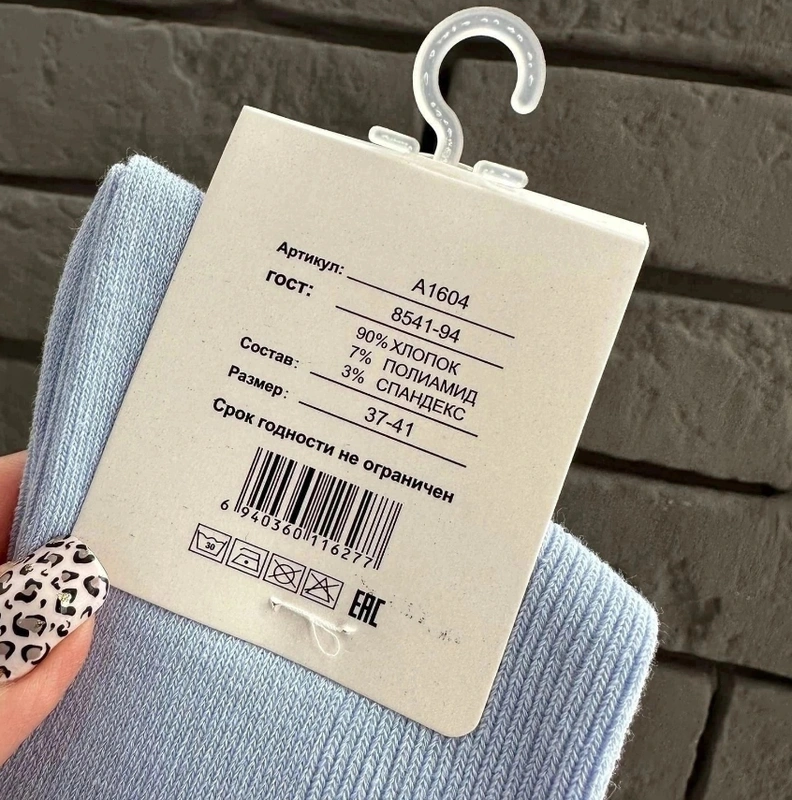 Артикул: А1604
ГОСТ: 8541-94
90% ХЛОПОК
7% ПОЛИАМИД
Состав: 3% СПАНДЕКС
Размер: 37-41
Срок годности не ограничен
6 940360 116277
30
EAC